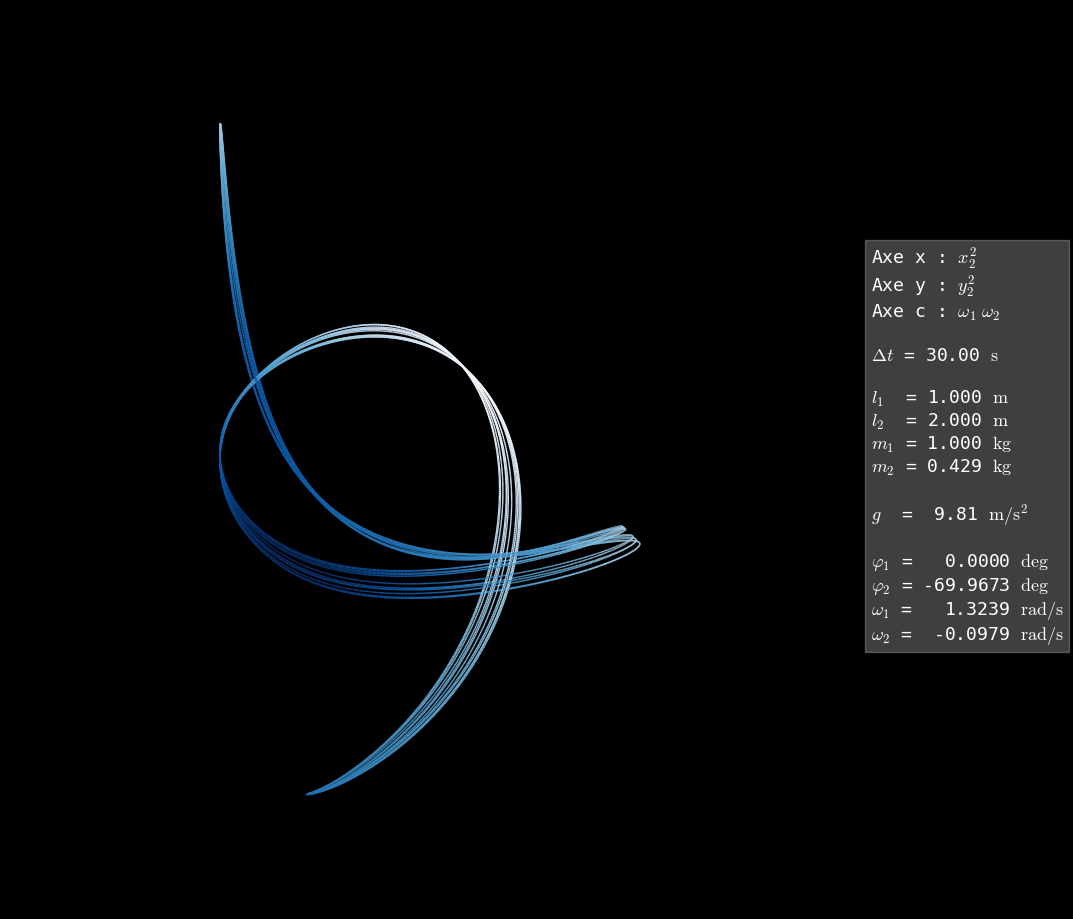 Axe x : $x_2^2$
Axe y : $y_2^2$
Axe c : $\omega_1 \, \omega_2$
$\Delta t$ = 30.00 s
$l_1$ = 1.000 m
$l_2$ = 2.000 m
$m_1$ = 1.000 kg
$m_2$ = 0.429 kg
$g$ = 9.81 m/s$^2$
$\varphi_1$ = 0.0000 deg
$\varphi_2$ = -69.9673 deg
$\omega_1$ = 1.3239 rad/s
$\omega_2$ = -0.0979 rad/s